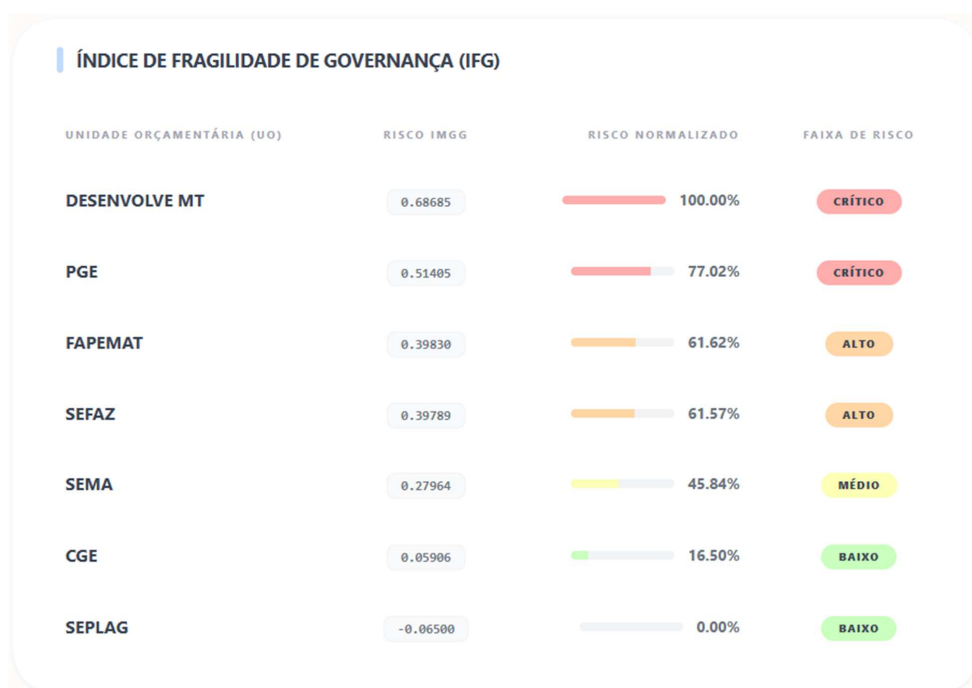 ÍNDICE DE FRAGILIDADE DE GOVERNANÇA (IFG)
UNIDADE ORÇAMENTÁRIA (UO) RISCO IMGG RISCO NORMALIZADO FAIXA DE RISCO
DESENVOLVE MT 0.68685 100.00% CRÍTICO
PGE 0.51405 77.02% CRÍTICO
FAPEMAT 0.39830 61.62% ALTO
SEFAZ 0.39789 61.57% ALTO
SEMA 0.27964 45.84% MÉDIO
CGE 0.05906 16.50% BAIXO
SEPLAG -0.06500 0.00% BAIXO